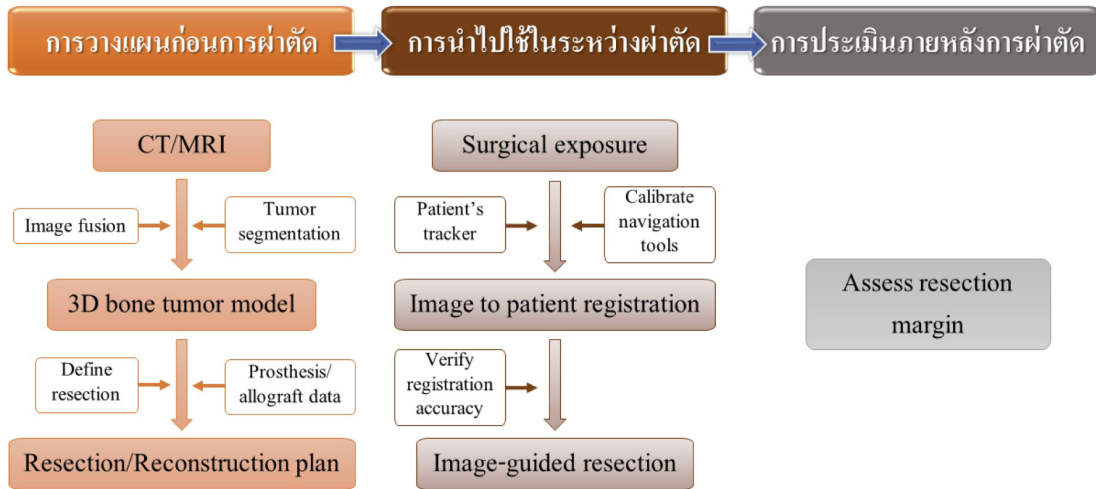 การวางแผนก่อนการผ่าตัด
การนำไปใช้ในระหว่างผ่าตัด
การประเมินภายหลังการผ่าตัด
CT/MRI
Image fusion
Tumor
segmentation
3D bone tumor model
Define
resection
Prosthesis/
allograft data
Resection/Reconstruction plan
Surgical exposure
Patient’s
tracker
Calibrate
navigation
tools
Image to patient registration
Verify
registration
accuracy
Image-guided resection
Assess resection
margin